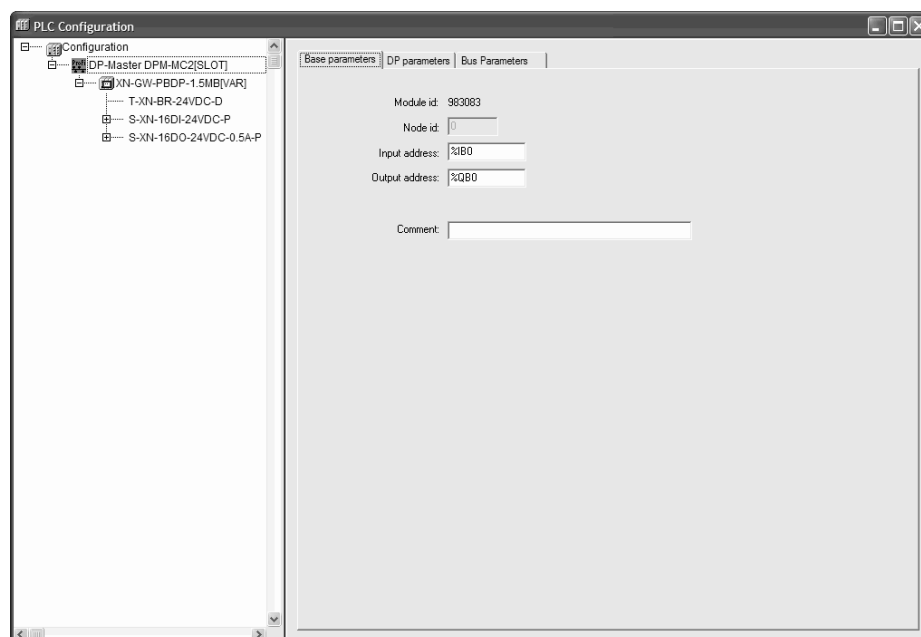 PLC Configuration
Configuration
DP-Master DPM-MC2[SLOT]
XN-GW-PBDP-1.5MB[VAR]
T-XN-BR-24VDC-D
S-XN-16DI-24VDC-P
S-XN-16DO-24VDC-0.5A-P
Base parameters DP parameters Bus Parameters
Module id: 983083
Node id: 0
Input address: %IB0
Output address: %QB0
Comment: